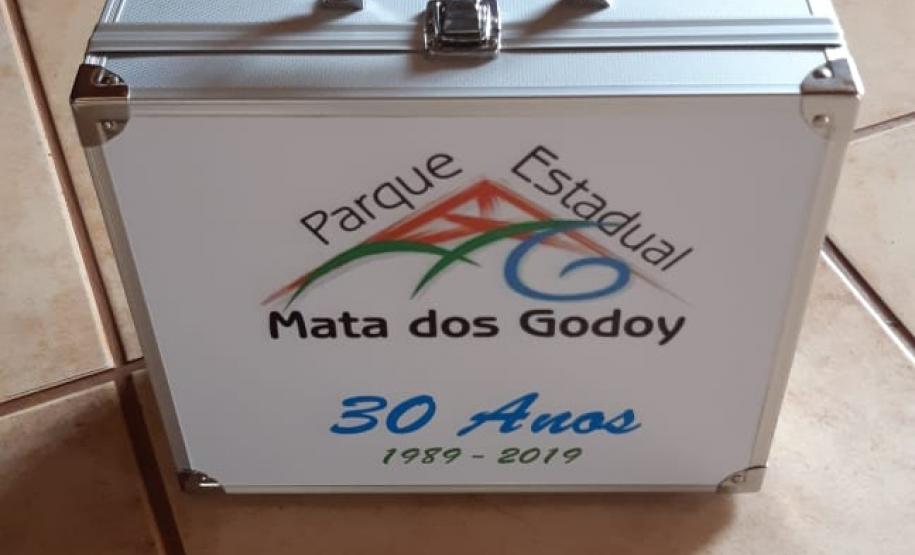 Parque Estadual
Mata dos Godoy
30 Anos
1989 - 2019